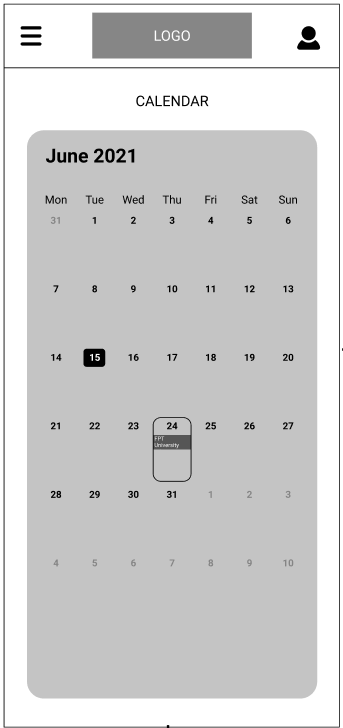 LOGO
CALENDAR
June 2021
Mon Tue Wed Thu Fri Sat Sun
31 1 2 3 4 5 6
7 8 9 10 11 12 13
14 15 16 17 18 19 20
21 22 23 24 25 26 27
FPT
University
28 29 30 31 1 2 3
4 5 6 7 8 9 10